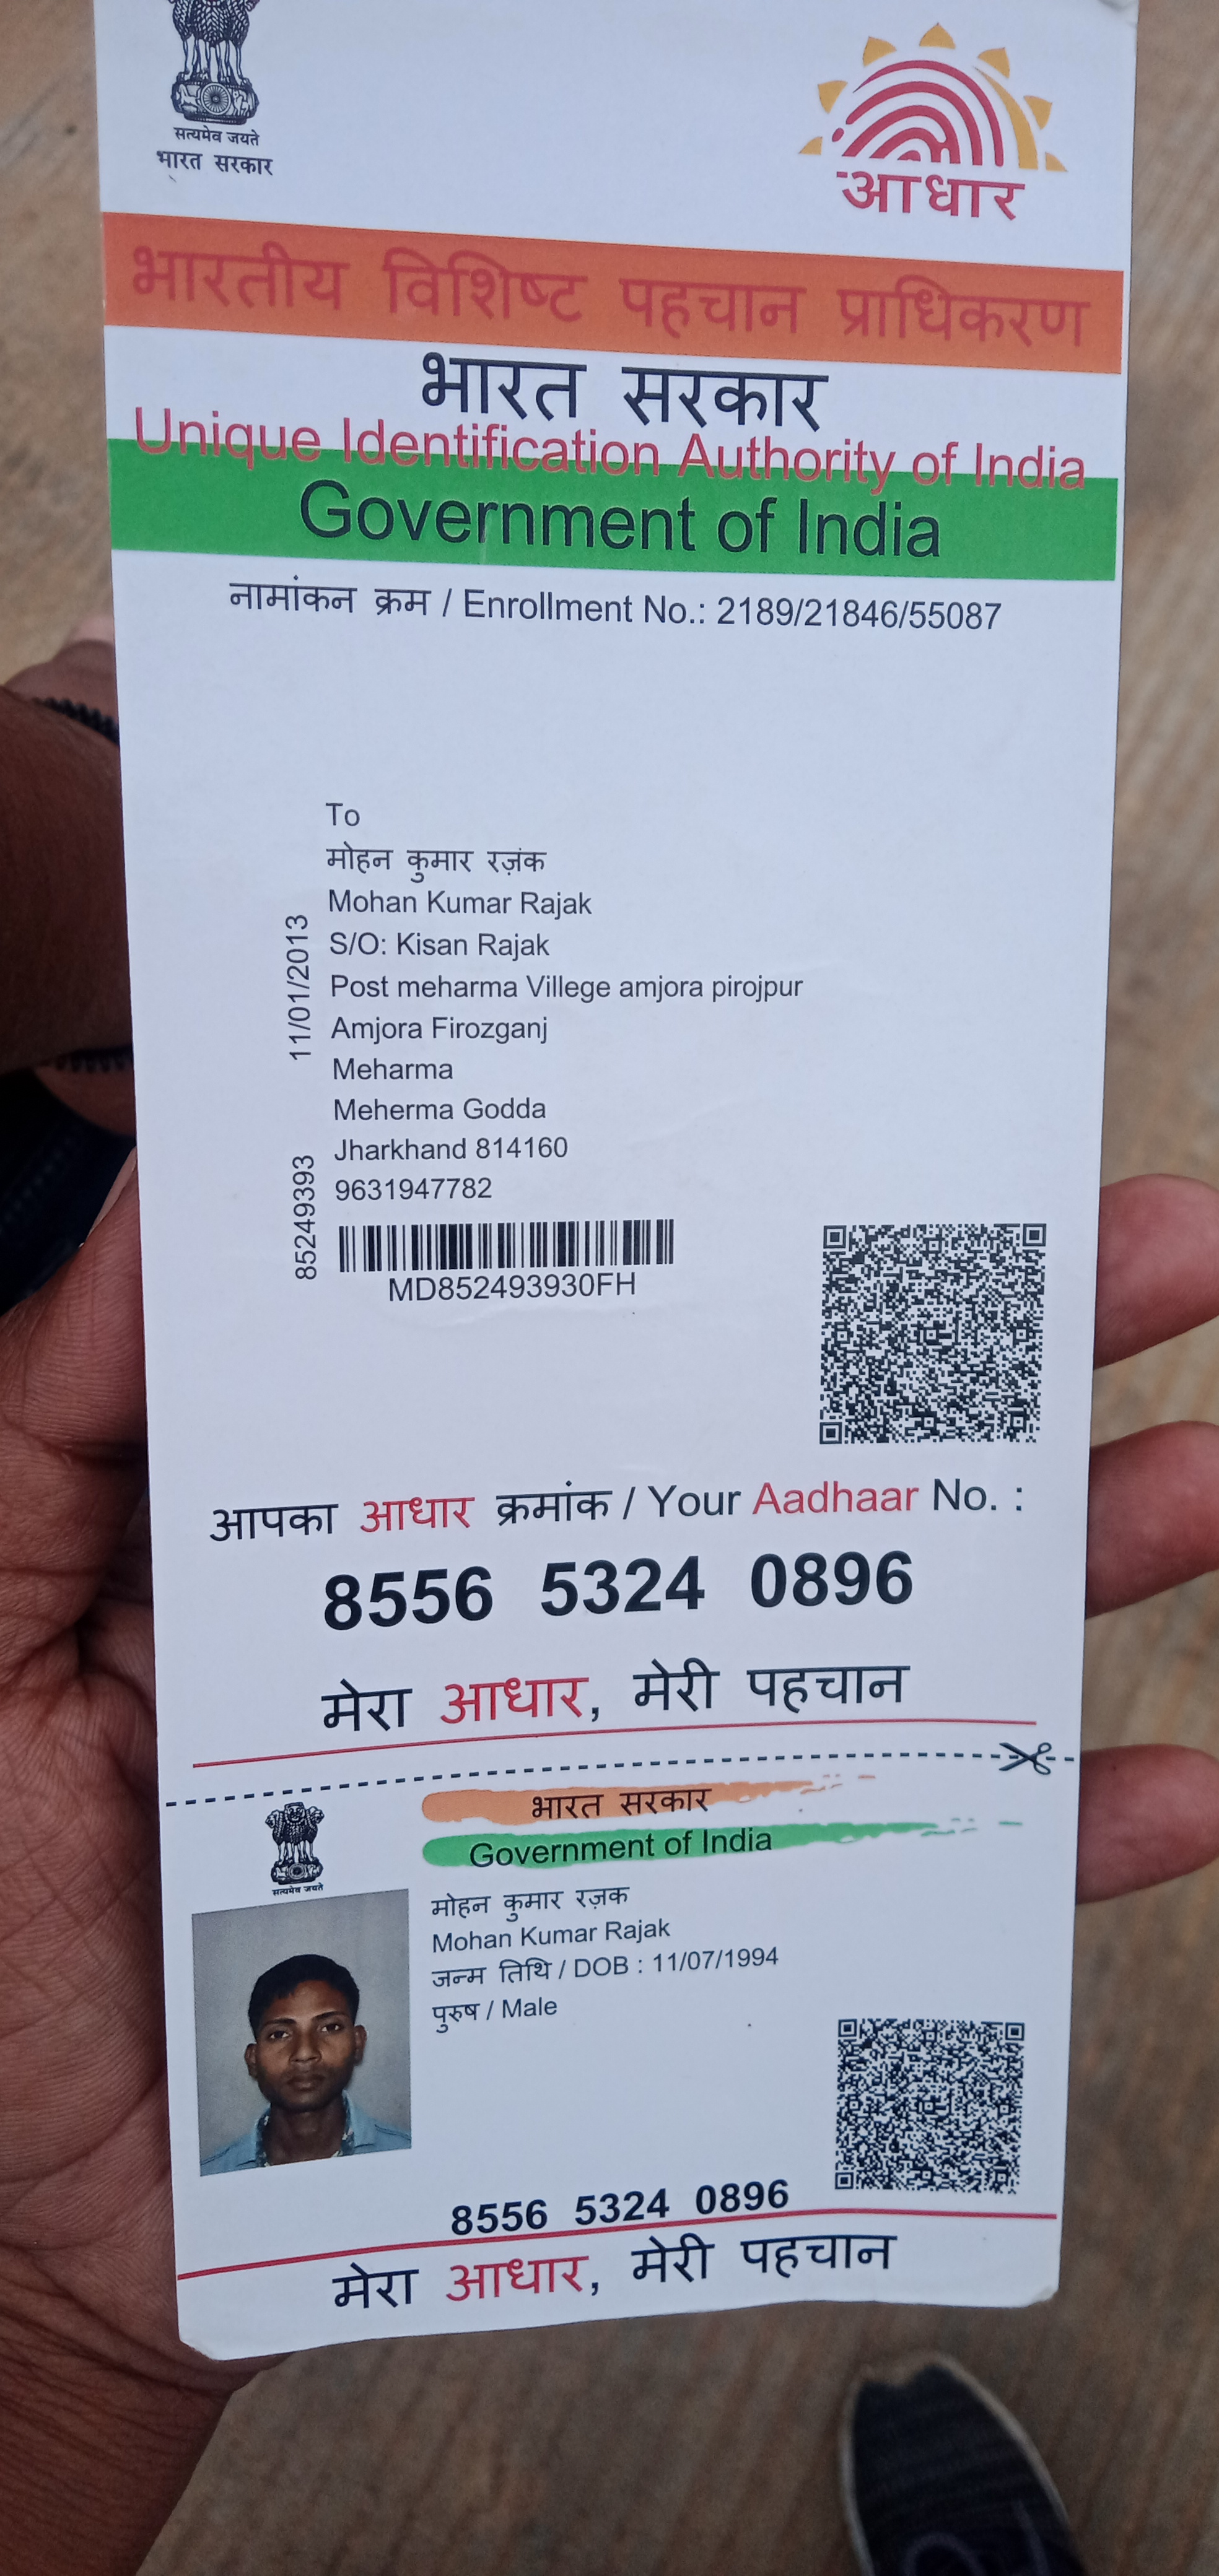 सत्यमेव जयते
भारत सरकार
आधार
भारतीय विशिष्ट पहचान प्राधिकरण
भारत सरकार
Unique Identification Authority of India
Government of India
नामांकन क्रम / Enrollment No.: 2189/21846/55087
To
मोहन कुमार रज़ंक
Mohan Kumar Rajak
S/O: Kisan Rajak
Post meharma Villege amjora pirojpur
Amjora Firozganj
Meharma
Meherma Godda
Jharkhand 814160
9631947782
11/01/2013
85249393
MD852493930FH
आपका आधार क्रमांक / Your Aadhaar No. :
8556 5324 0896
मेरा आधार, मेरी पहचान
भारत सरकार
Government of India
सत्यमेव जयते
मोहन कुमार रज़क
Mohan Kumar Rajak
जन्म तिथि / DOB : 11/07/1994
पुरुष / Male
8556 5324 0896
मेरा आधार, मेरी पहचान